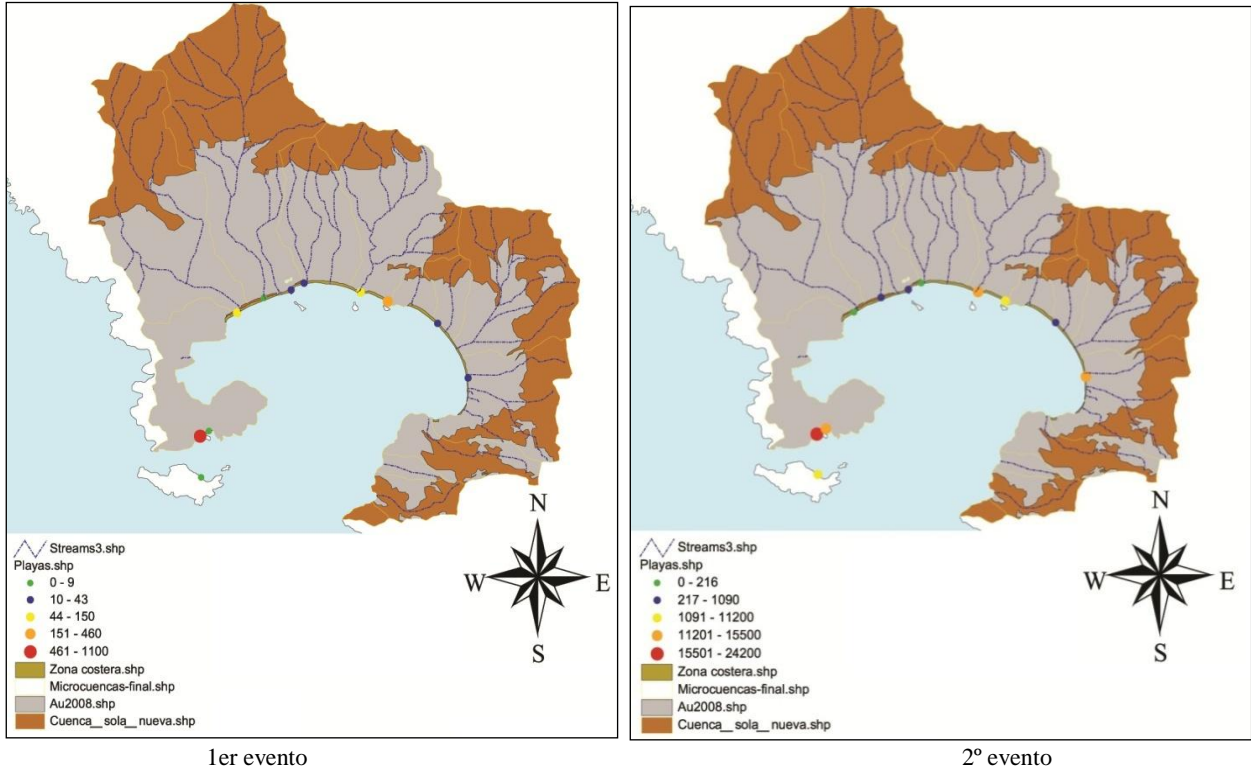 N
W
E
S
Streams3.shp
Playas.shp
0 - 9
10 - 43
44 - 150
151 - 460
461 - 1100
Zona costera.shp
Microcuencas-final.shp
Au2008.shp
Cuenca__sola__nueva.shp
1er evento
N
W
E
S
Streams3.shp
Playas.shp
0 - 216
217 - 1090
1091 - 11200
11201 - 15500
15501 - 24200
Zona costera.shp
Microcuencas-final.shp
Au2008.shp
Cuenca__sola__nueva.shp
2º evento